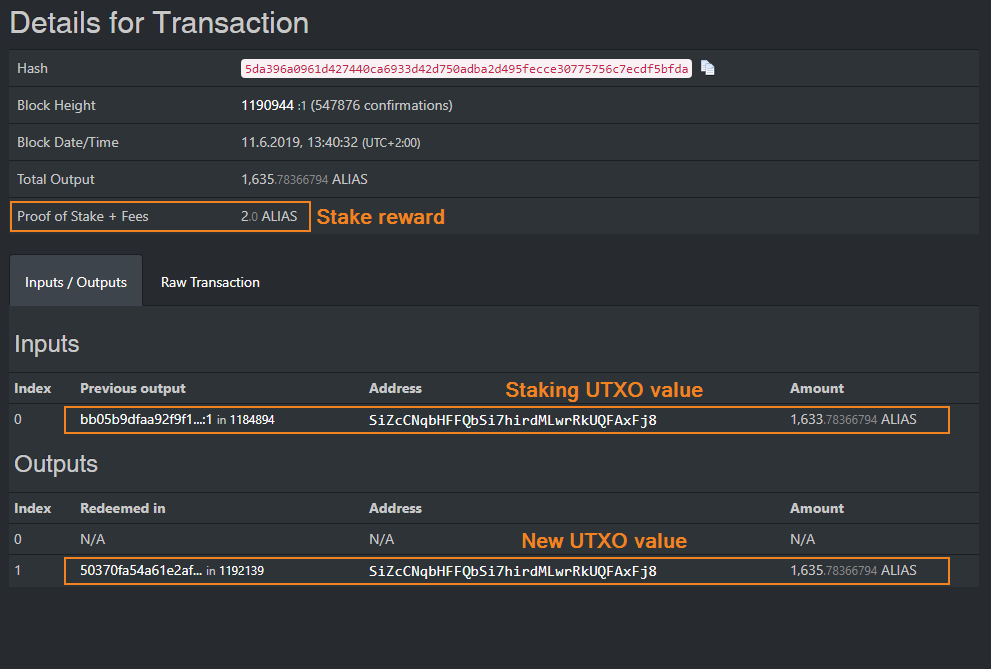 Details for Transaction
Hash 5da396a0961d427440ca6933d42d750adba2d495fecce30775756c7ecdf5bfda
Block Height 1190944 :1 (547876 confirmations)
Block Date/Time 11.6.2019, 13:40:32 (UTC+2:00)
Total Output 1,635.78366794 ALIAS
Proof of Stake + Fees 2.0 ALIAS Stake reward
Inputs / Outputs Raw Transaction
Inputs
Index Previous output Address Staking UTXO value Amount
0 bb05b9dfaa92f9f1...:1 in 1184894 SiZcCNqbHFFQbSi7hirdMLwrRkUQFAxFj8 1,633.78366794 ALIAS
Outputs
Index Redeemed in Address Amount
0 N/A N/A New UTXO value N/A
1 50370fa54a61e2af... in 1192139 SiZcCNqbHFFQbSi7hirdMLwrRkUQFAxFj8 1,635.78366794 ALIAS